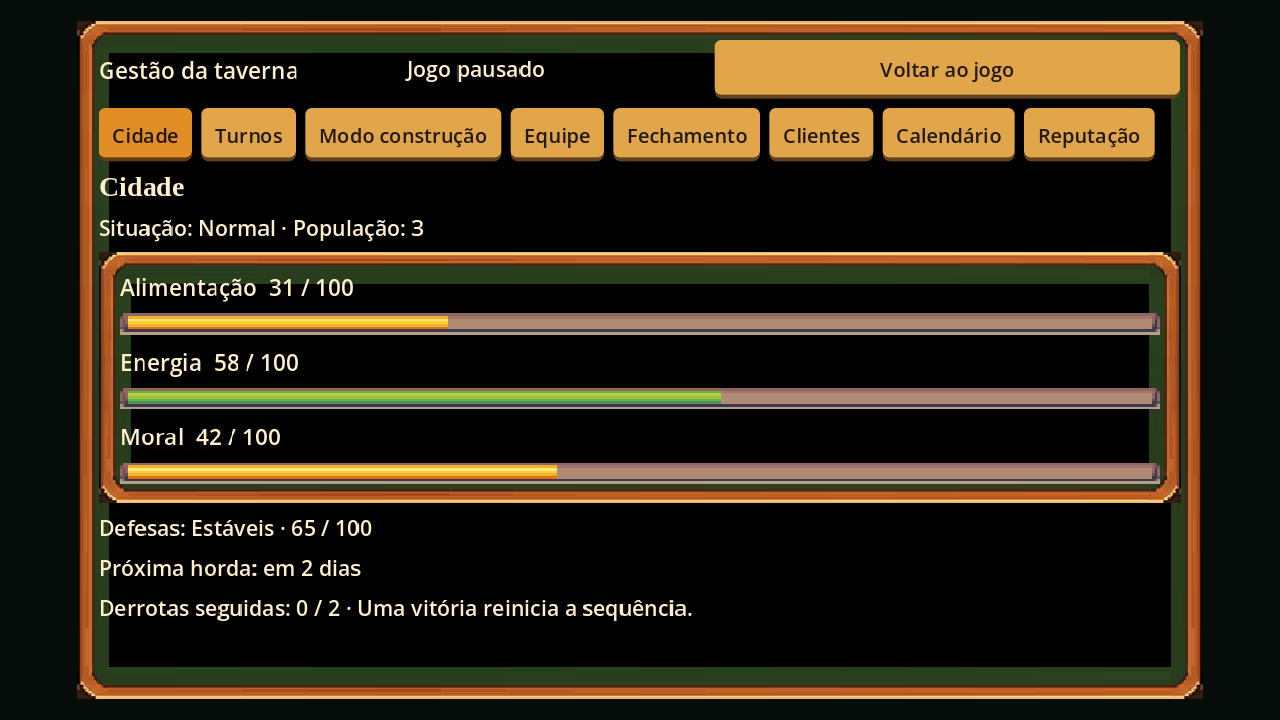 Gestão da taverna
Jogo pausado
Voltar ao jogo
Cidade
Turnos
Modo construção
Equipe
Fechamento
Clientes
Calendário
Reputação
Cidade
Situação: Normal · População: 3
Alimentação 31 / 100
Energia 58 / 100
Moral 42 / 100
Defesas: Estáveis · 65 / 100
Próxima horda: em 2 dias
Derrotas seguidas: 0 / 2 · Uma vitória reinicia a sequência.